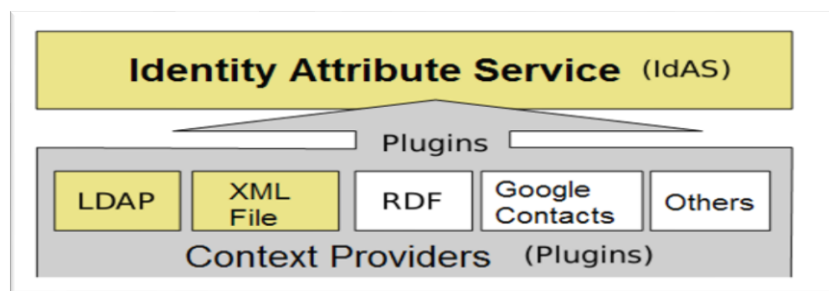 Identity Attribute Service (IdAS)
Plugins
LDAP
XML
File
RDF
Google
Contacts
Others
Context Providers (Plugins)